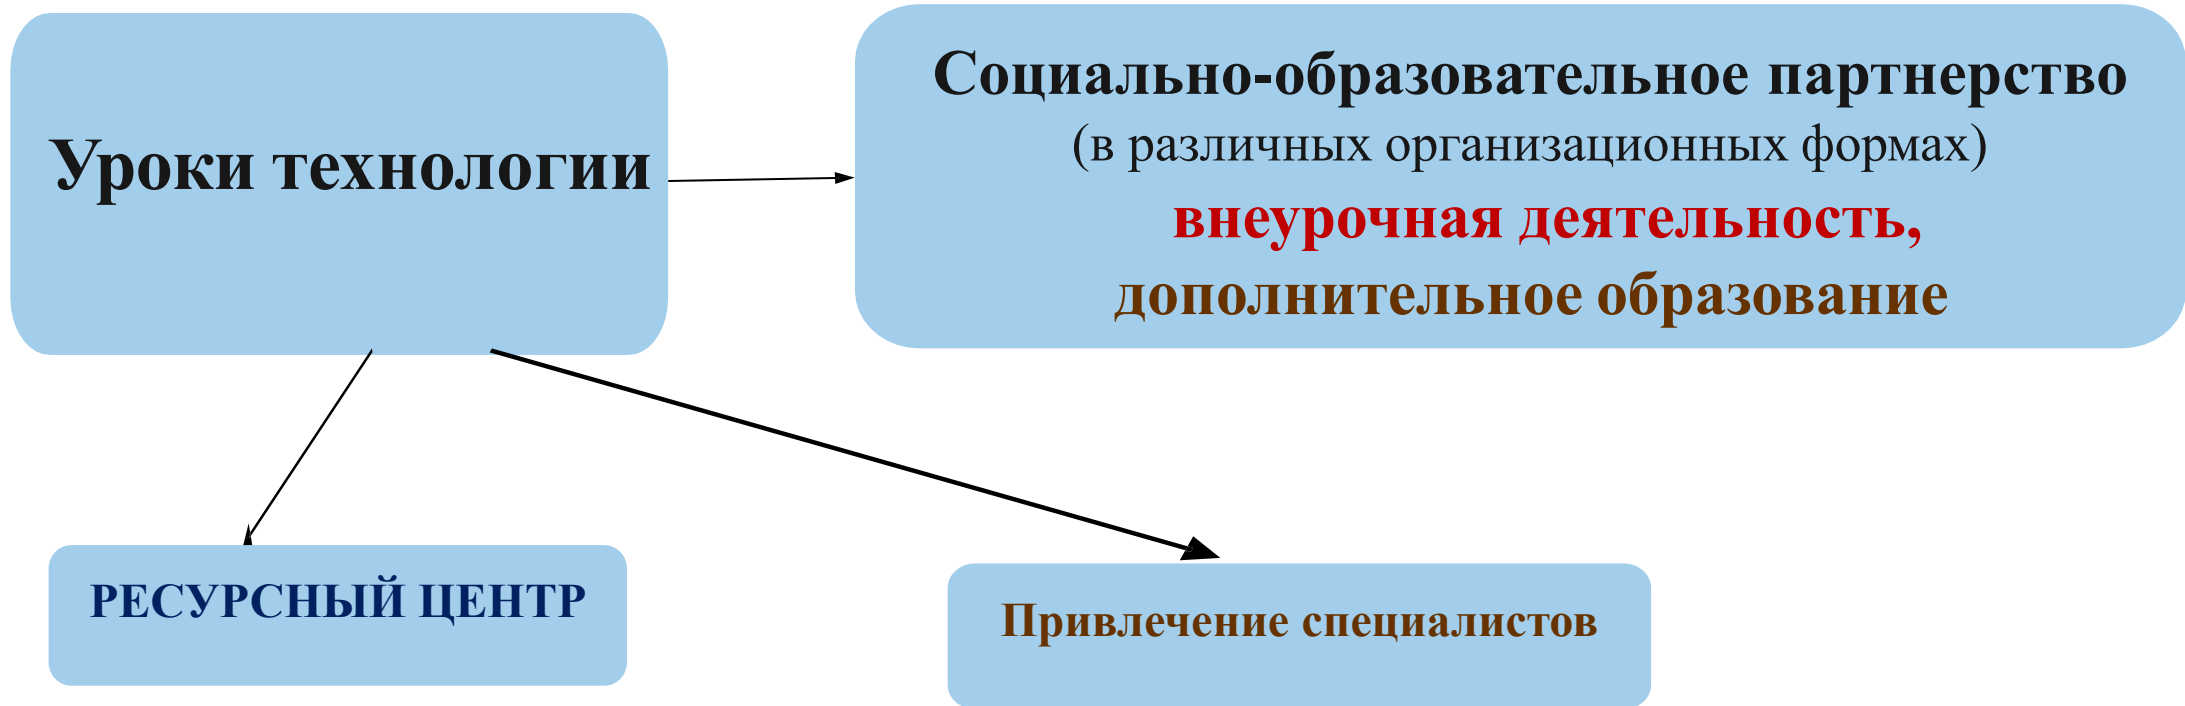 Уроки технологии
Социально-образовательное партнерство
(в различных организационных формах)
внеурочная деятельность,
дополнительное образование
РЕСУРСНЫЙ ЦЕНТР
Привлечение специалистов